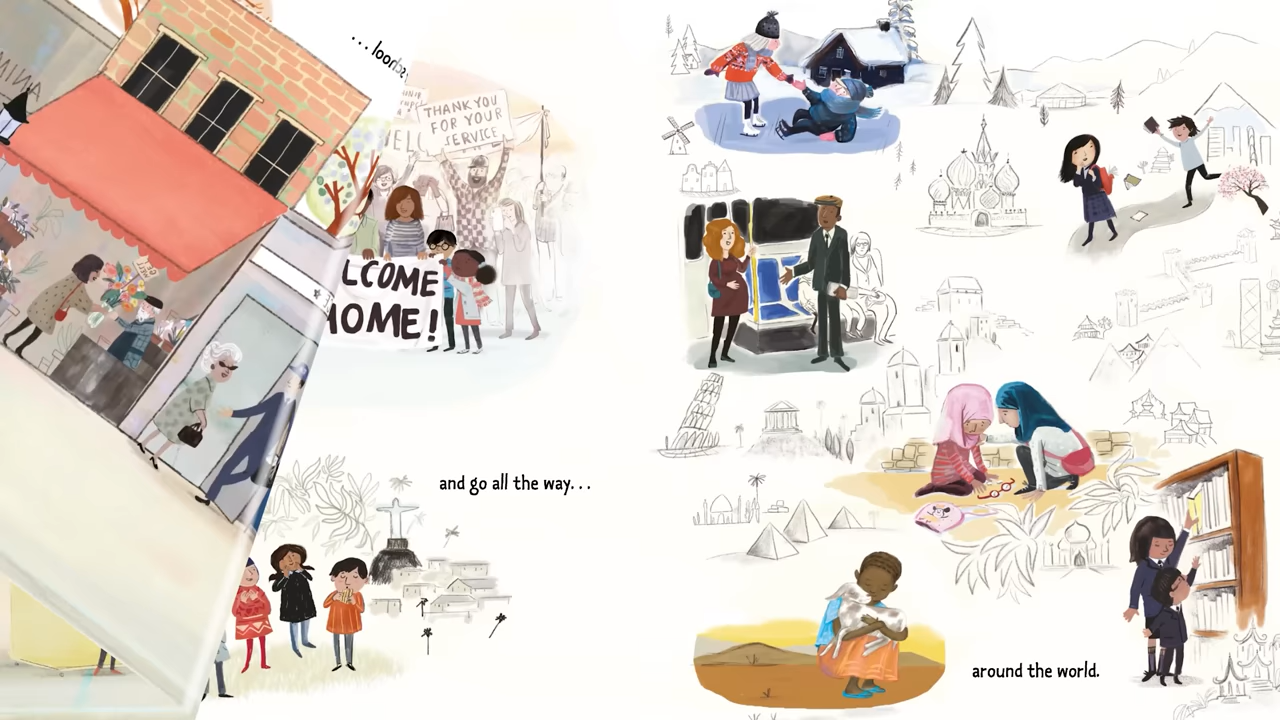 THANK YOU
FOR YOUR
SERVICE
LCOME
HOME!
and go all the way. . .
around the world.